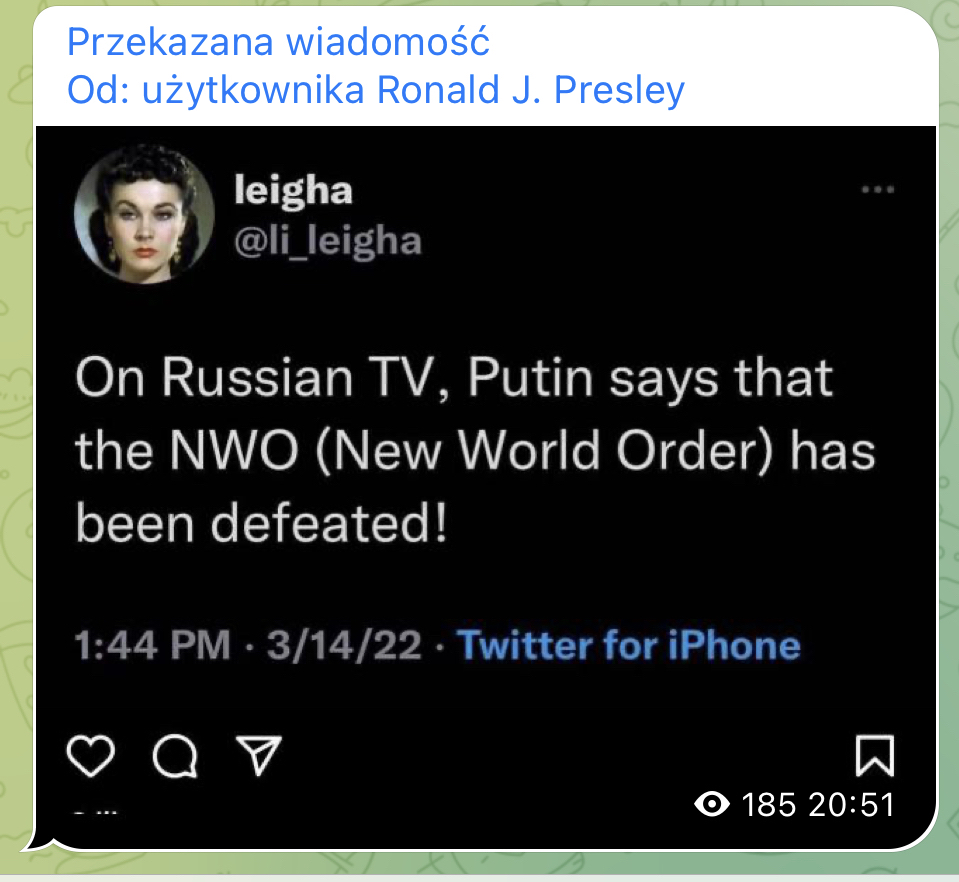 Przekazana wiadomość
Od: użytkownika Ronald J. Presley
leigha
@li_leigha
On Russian TV, Putin says that
the NWO (New World Order) has
been defeated!
1:44 PM · 3/14/22 · Twitter for iPhone
185 20:51